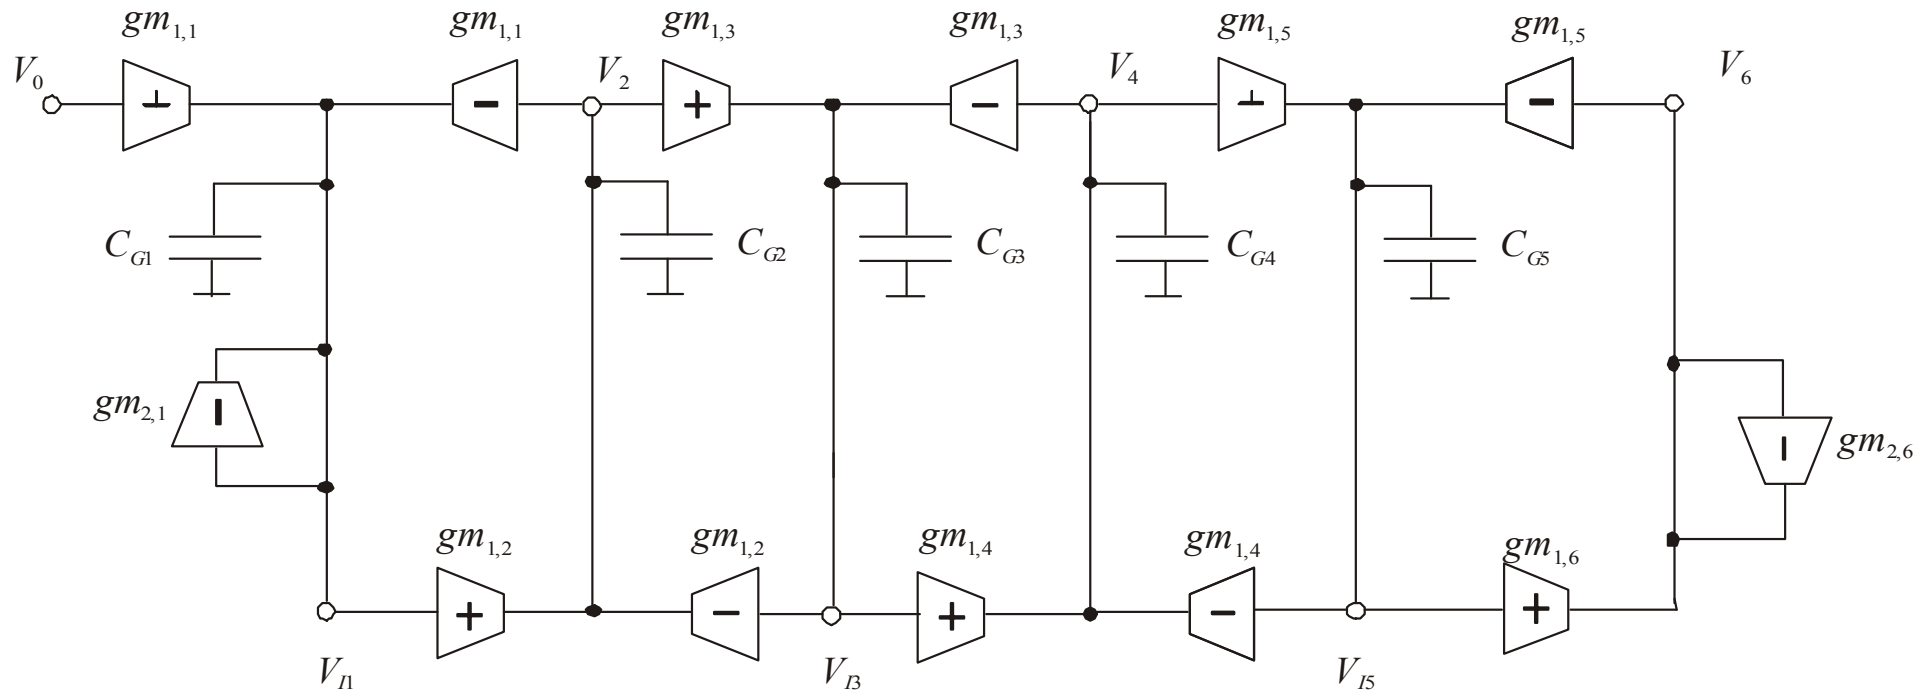 gm1,1
gm1,1
gm1,3
gm1,3
gm1,5
gm1,5
V0
V2
V4
V6
+
-
+
-
+
-
CG1
CG2
CG3
CG4
CG5
gm2,1
-
-
gm2,6
gm1,2
gm1,2
gm1,4
gm1,4
gm1,6
+
-
+
-
+
VI1
VI3
VI5